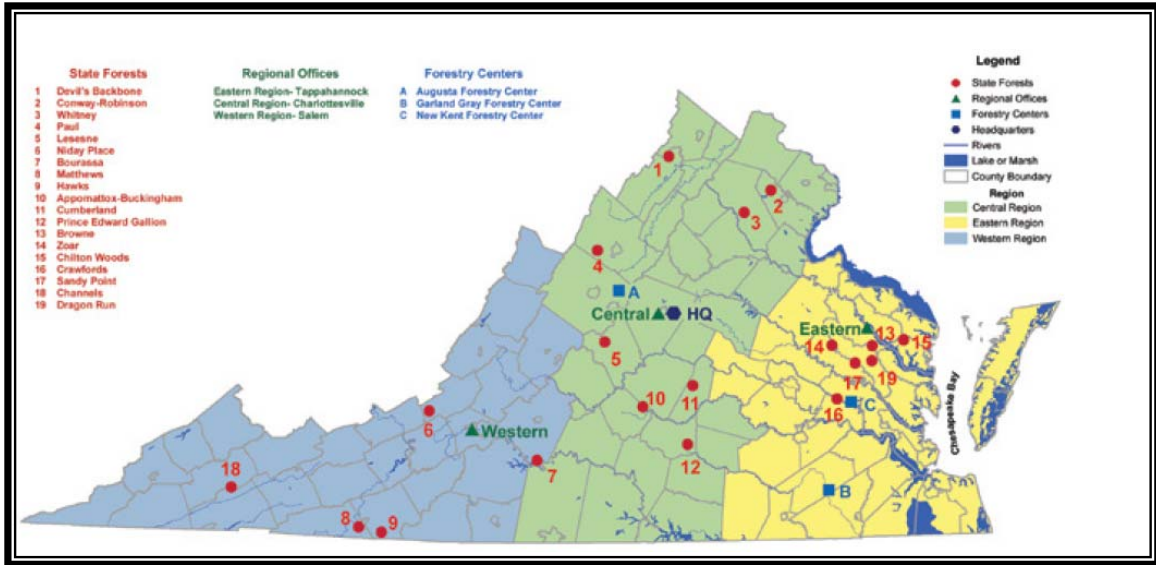 State Forests
1 Devil's Backbone
2 Conway-Robinson
3 Whitney
4 Paul
5 Lesesne
6 Niday Place
7 Bourassa
8 Matthews
9 Hawks
10 Appomattox-Buckingham
11 Cumberland
12 Prince Edward Gallion
13 Browne
14 Zoar
15 Chilton Woods
16 Crawfords
17 Sandy Point
18 Channels
19 Dragon Run
Regional Offices
Eastern Region- Tappahannock
Central Region- Charlottesville
Western Region- Salem
Forestry Centers
A Augusta Forestry Center
B Garland Gray Forestry Center
C New Kent Forestry Center
Legend
State Forests
Regional Offices
Forestry Centers
Headquarters
Rivers
Lake or Marsh
County Boundary
Region
Central Region
Eastern Region
Western Region
1
2
3
4
A
Central HQ
Eastern
13
15
14
5
17
19
10
11
16
C
Chesapeake Bay
6
Western
12
7
18
B
8
9